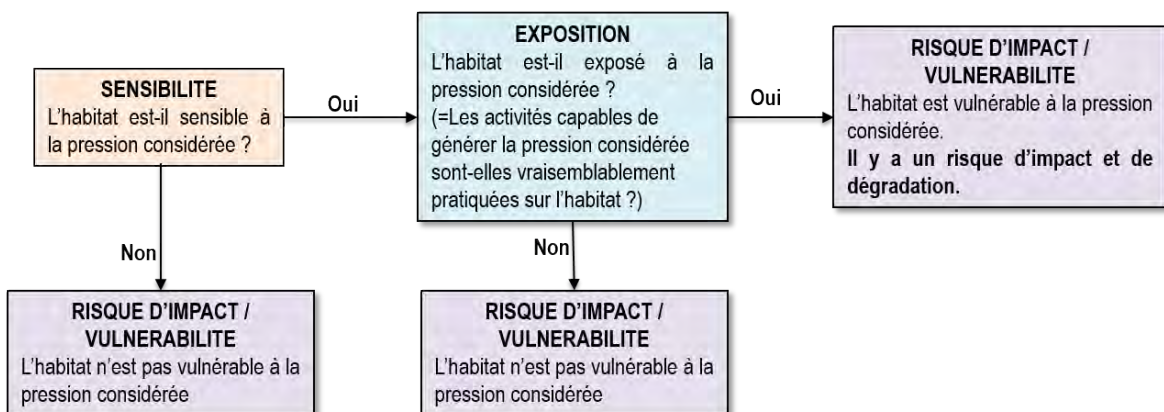 SENSIBILITE
L'habitat est-il sensible à
la pression considérée ?
Oui
EXPOSITION
L'habitat est-il exposé à la
pression considérée ?
(=Les activités capables de
générer la pression considérée
sont-elles vraisemblablement
pratiquées sur l'habitat ?)
Oui
RISQUE D'IMPACT /
VULNERABILITE
L'habitat est vulnérable à la pression
considérée.
Il y a un risque d'impact et de
dégradation.
Non
RISQUE D'IMPACT /
VULNERABILITE
L'habitat n'est pas vulnérable à la
pression considérée
Non
RISQUE D'IMPACT /
VULNERABILITE
L'habitat n'est pas vulnérable à la
pression considérée